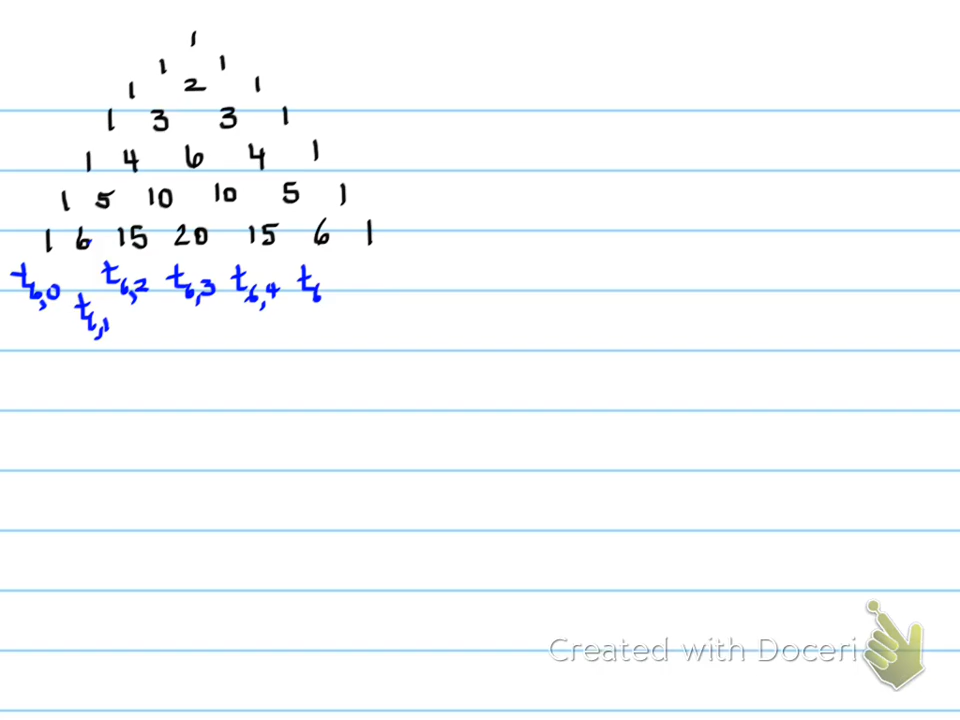 1
1 1
1 2 1
1 3 3 1
1 4 6 4 1
1 5 10 10 5 1
1 6 15 20 15 6 1
t6,0 t6,1 t6,2 t6,3 t6,4 t6
Created with Doceri